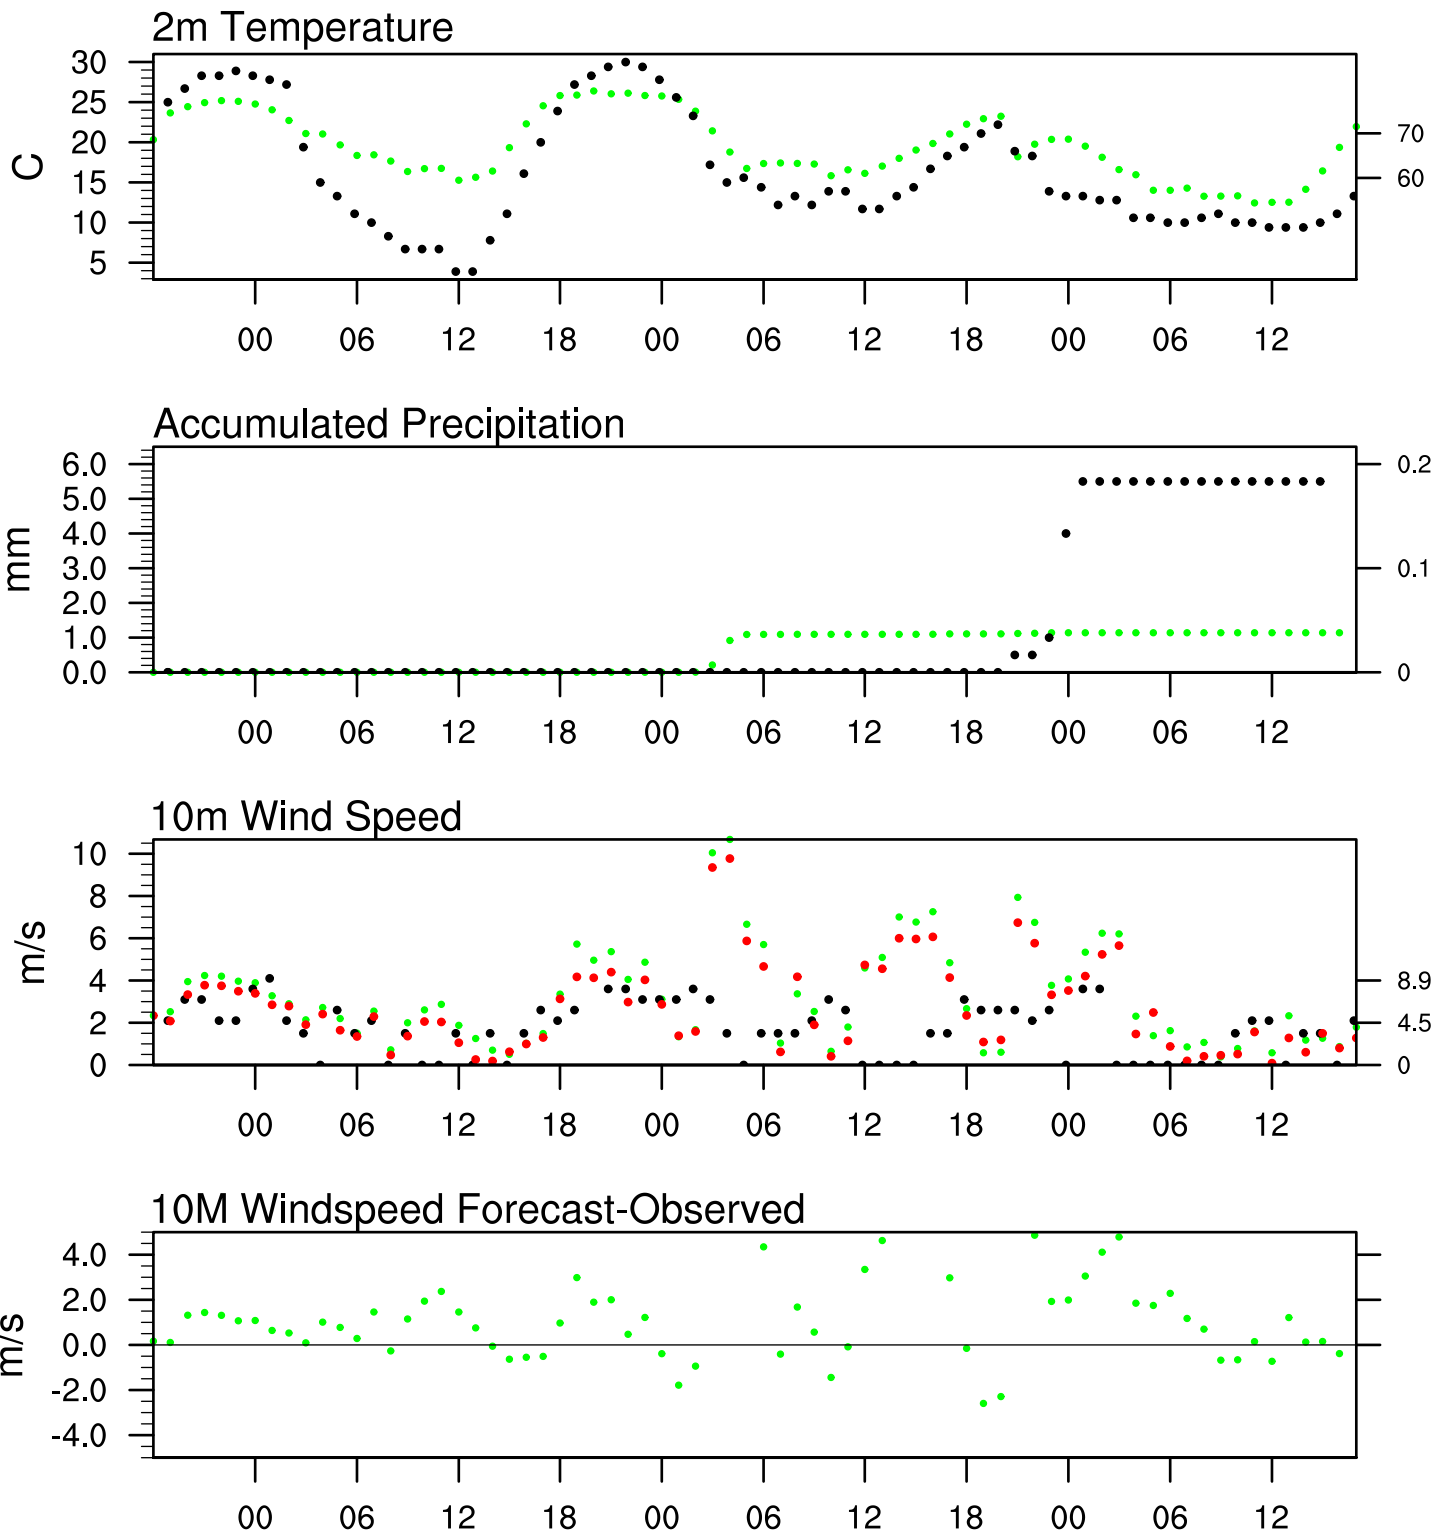 2m Temperature
30
25
20
15
10
5
C
70
60
00 06 12 18 00 06 12 18 00 06 12
Accumulated Precipitation
6.0
5.0
4.0
3.0
2.0
1.0
0.0
mm
0.2
0.1
0
00 06 12 18 00 06 12 18 00 06 12
10m Wind Speed
10
8
6
4
2
0
m/s
8.9
4.5
0
00 06 12 18 00 06 12 18 00 06 12
10M Windspeed Forecast-Observed
4.0
2.0
0.0
-2.0
-4.0
m/s
00 06 12 18 00 06 12 18 00 06 12